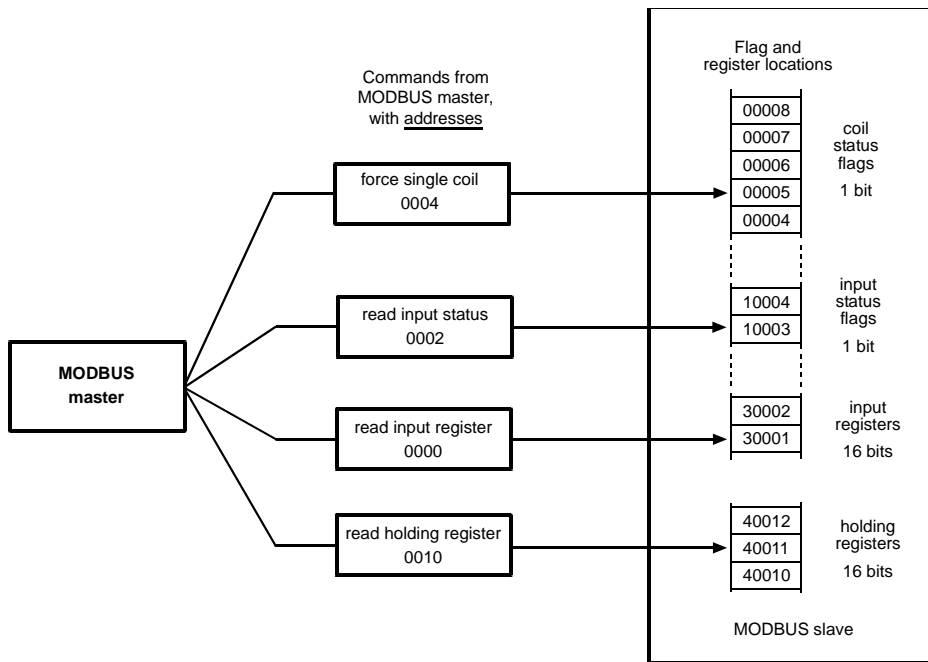 Flag and
register locations
Commands from
MODBUS master,
with addresses
00008
00007
00006
00005
00004
coil
status
flags
1 bit
force single coil
0004
10004
10003
input
status
flags
1 bit
read input status
0002
MODBUS
master
30002
30001
input
registers
16 bits
read input register
0000
40012
40011
40010
holding
registers
16 bits
read holding register
0010
MODBUS slave